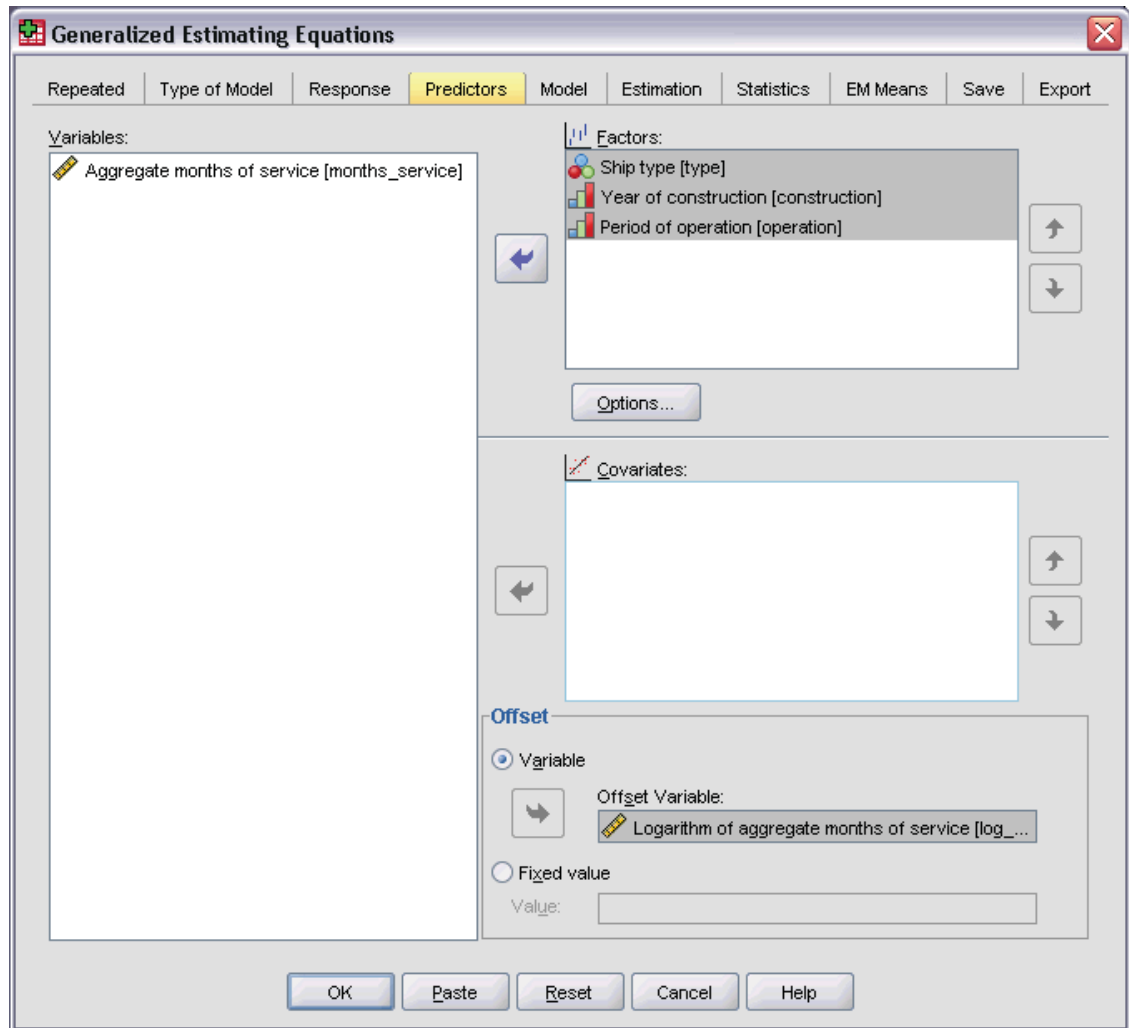 Generalized Estimating Equations
Repeated Type of Model Response Predictors Model Estimation Statistics EM Means Save Export
Variables:
Aggregate months of service [months_service]
Factors:
Ship type [type]
Year of construction [construction]
Period of operation [operation]
Options...
Covariates:
Offset
Variable
Offset Variable:
Logarithm of aggregate months of service [log_...
Fixed value
Value:
OK Paste Reset Cancel Help